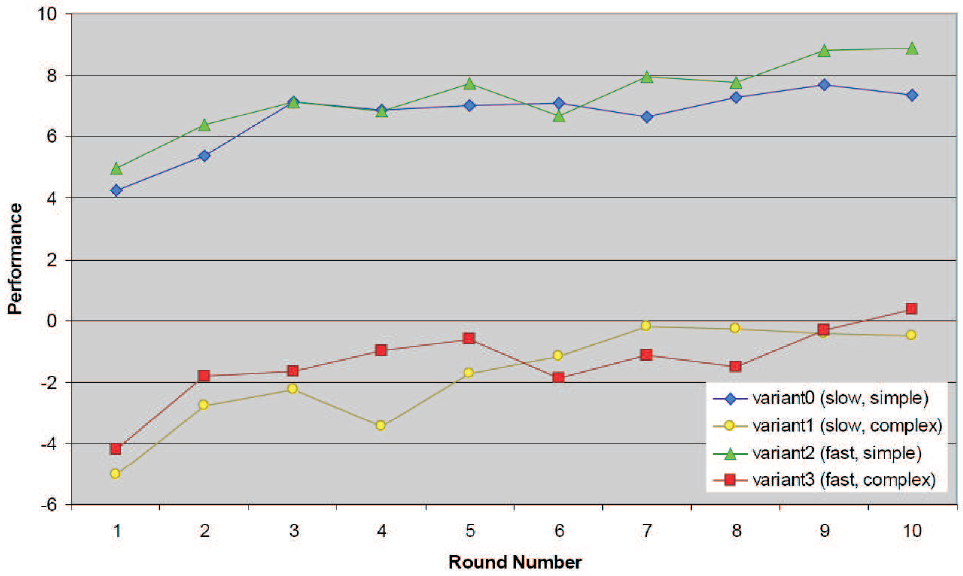 10
8
6
4
2
0
-2
-4
-6
Performance
variant0 (slow, simple)
variant1 (slow, complex)
variant2 (fast, simple)
variant3 (fast, complex)
1 2 3 4 5 6 7 8 9 10
Round Number